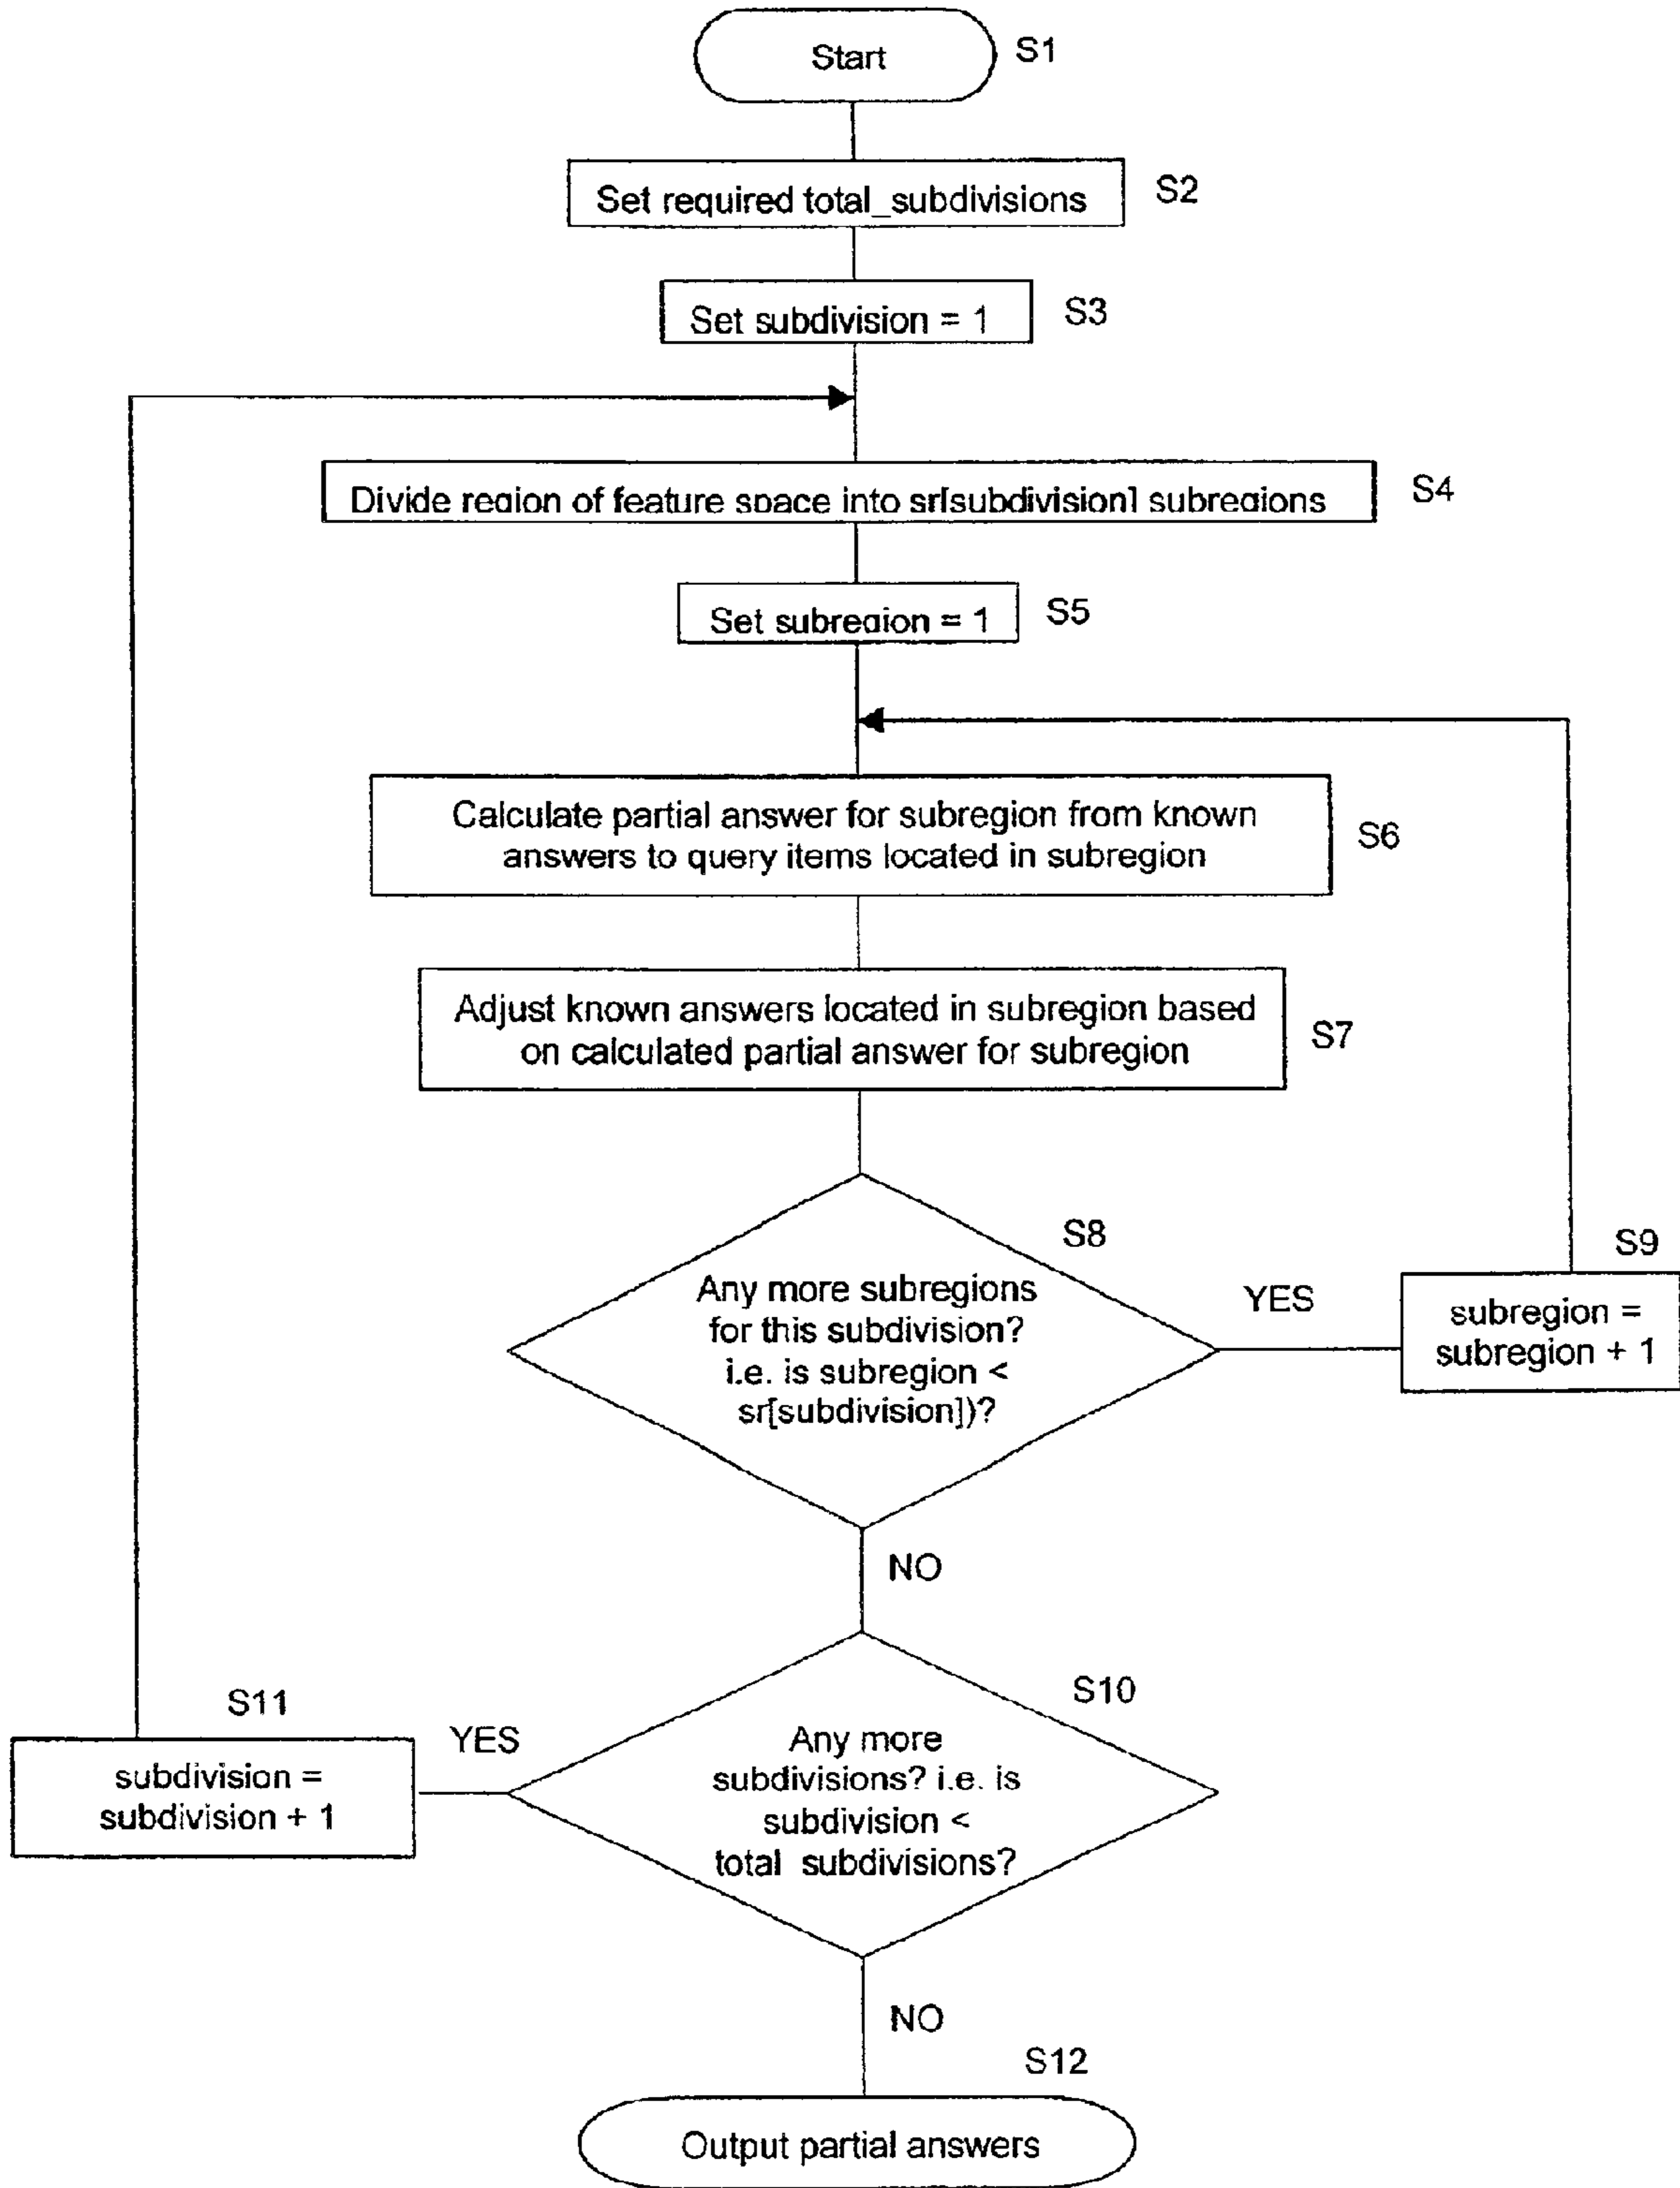 Start
S1
Set required total_subdivisions
S2
Set subdivision = 1
S3
Divide region of feature space into sr[subdivision] subregions
S4
Set subregion = 1
S5
Calculate partial answer for subregion from known
answers to query items located in subregion
S6
Adjust known answers located in subregion based
on calculated partial answer for subregion
S7
S8
Any more subregions
for this subdivision?
i.e. is subregion <
sr[subdivision])?
YES
S9
subregion =
subregion + 1
NO
S10
Any more
subdivisions? i.e. is
subdivision <
total subdivisions?
YES
S11
subdivision =
subdivision + 1
NO
S12
Output partial answers